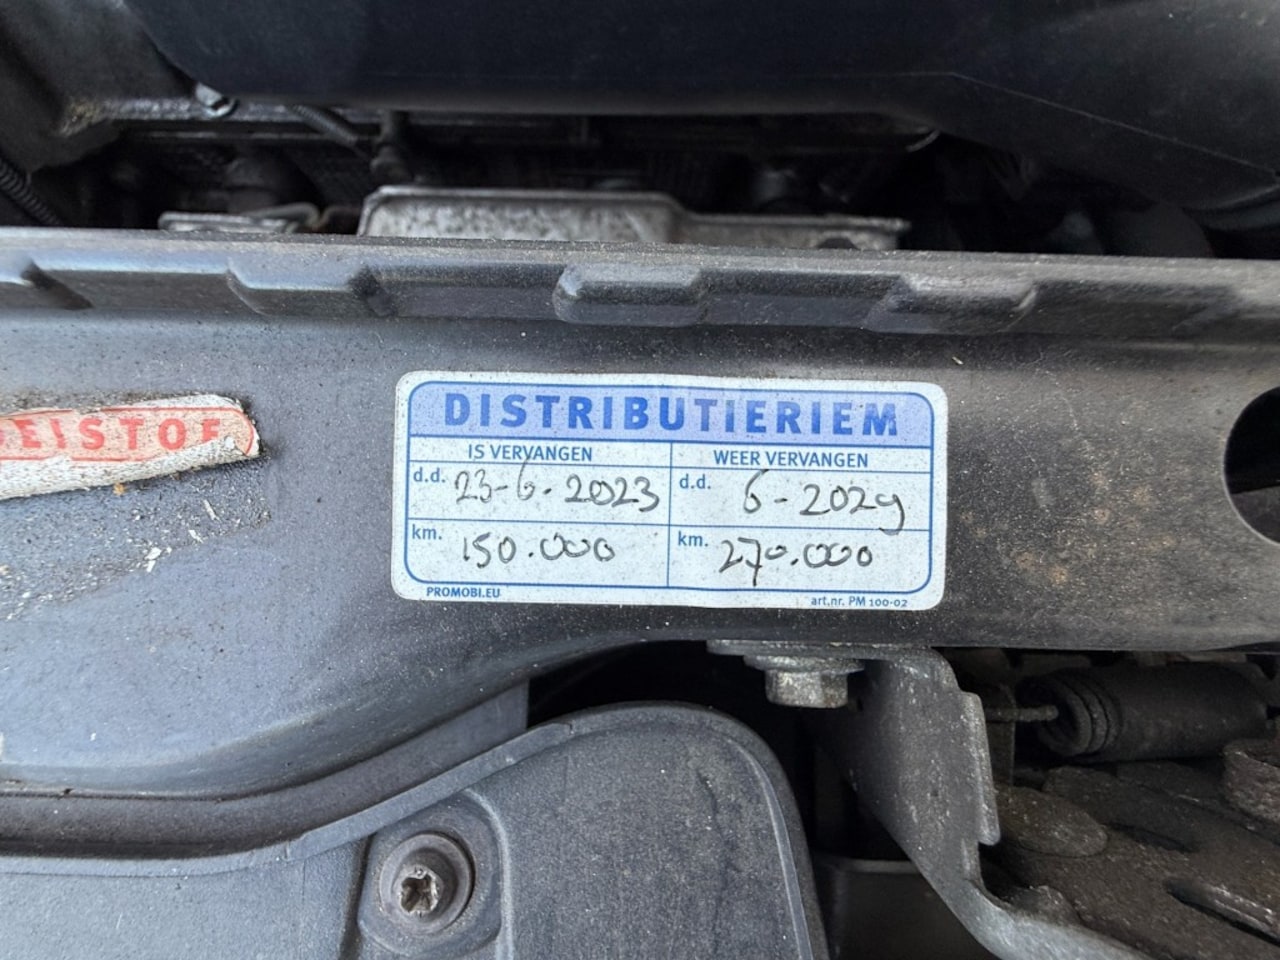 DISTRIBUTIERIEM
IS VERVANGEN
WEER VERVANGEN
d.d. 23-6-2023
d.d. 6-2029
km. 150.000
km. 270.000
PROMOBI.EU
art.nr. PM 100-02